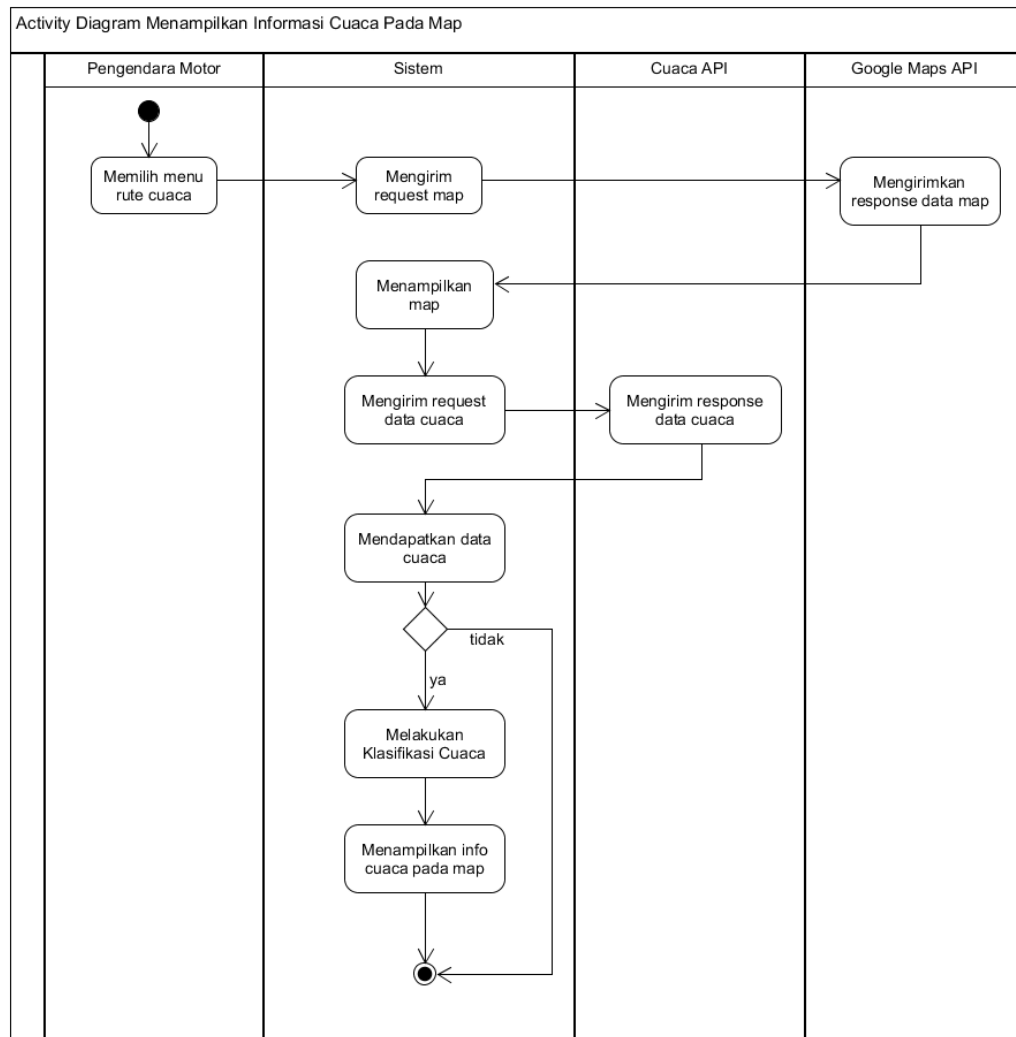 Activity Diagram Menampilkan Informasi Cuaca Pada Map
Pengendara Motor
Sistem
Cuaca API
Google Maps API
Memilih menu
rute cuaca
Mengirim
request map
Mengirimkan
response data map
Menampilkan
map
Mengirim request
data cuaca
Mengirim response
data cuaca
Mendapatkan data
cuaca
tidak
ya
Melakukan
Klasifikasi Cuaca
Menampilkan info
cuaca pada map